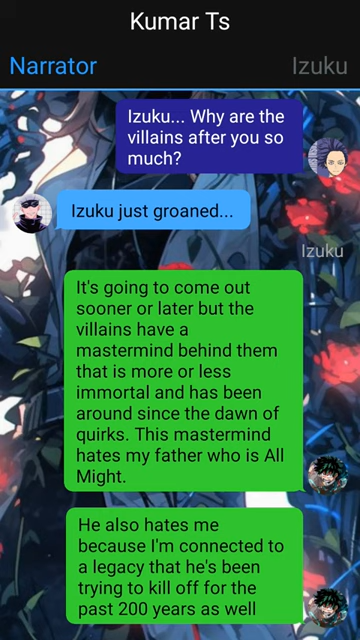 Kumar Ts
Narrator
Izuku
Izuku... Why are the
villains after you so
much?
Izuku just groaned...
Izuku
It's going to come out
sooner or later but the
villains have a
mastermind behind them
that is more or less
immortal and has been
around since the dawn of
quirks. This mastermind
hates my father who is All
Might.
He also hates me
because I'm connected to
a legacy that he's been
trying to kill off for the
past 200 years as well